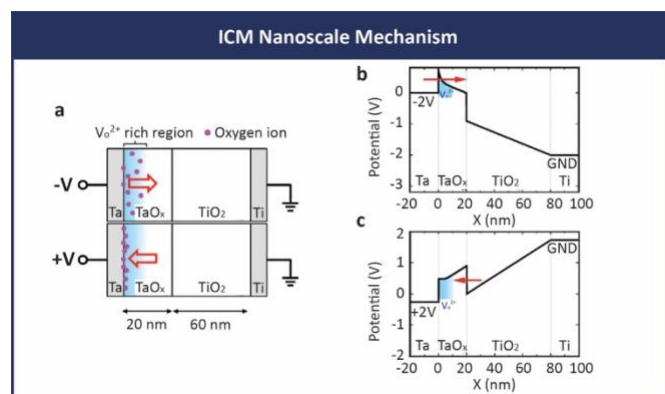 ICM Nanoscale Mechanism
a
Vo²⁺ rich region • Oxygen ion
-V
Ta TaOx TiO2 Ti
+V
Ta TaOx TiO2 Ti
20 nm 60 nm
b
Potential (V)
0
-1
-2
-3
-2V
Vo²⁺
GND
Ta TaOx TiO2 Ti
-20 0 20 40 60 80 100
X (nm)
c
Potential (V)
2
1
0
-1
-2
+2V
Vo²⁺
GND
Ta TaOx TiO2 Ti
-20 0 20 40 60 80 100
X (nm)